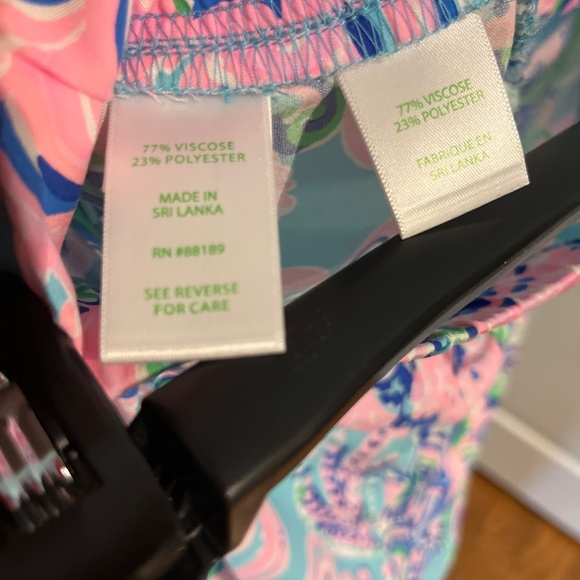 77% VISCOSE
23% POLYESTER
MADE IN
SRI LANKA
RN #88189
SEE REVERSE
FOR CARE
77% VISCOSE
23% POLYESTER
FABRIQUE EN
SRI LANKA